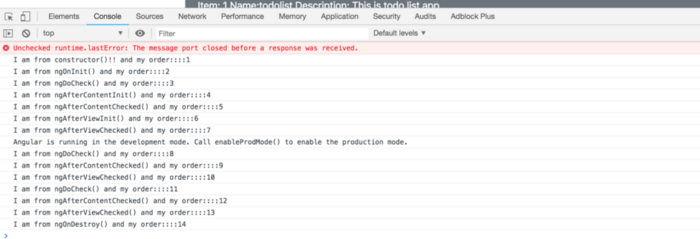 Item: 1 Name:todolist Description: This is todo list app
Elements Console Sources Network Performance Memory Application Security Audits Adblock Plus
top Filter Default levels
Unchecked runtime.lastError: The message port closed before a response was received.
I am from constructor()!! and my order::::1
I am from ngOnInit() and my order::::2
I am from ngDoCheck() and my order::::3
I am from ngAfterContentInit() and my order::::4
I am from ngAfterContentChecked() and my order::::5
I am from ngAfterViewInit() and my order::::6
I am from ngAfterViewChecked() and my order::::7
Angular is running in the development mode. Call enableProdMode() to enable the production mode.
I am from ngDoCheck() and my order::::8
I am from ngAfterContentChecked() and my order::::9
I am from ngAfterViewChecked() and my order::::10
I am from ngDoCheck() and my order::::11
I am from ngAfterContentChecked() and my order::::12
I am from ngAfterViewChecked() and my order::::13
I am from ngOnDestroy() and my order::::14